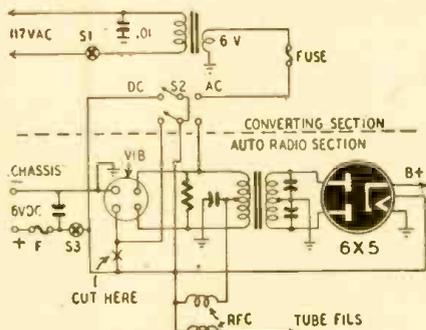 117VAC
S1
.01
6 V
FUSE
DC
S2
AC
CONVERTING SECTION
AUTO RADIO SECTION
CHASSIS
VIB
B+
6VDC
+ F
S3
6X5
CUT HERE
RFC
TUBE FILS